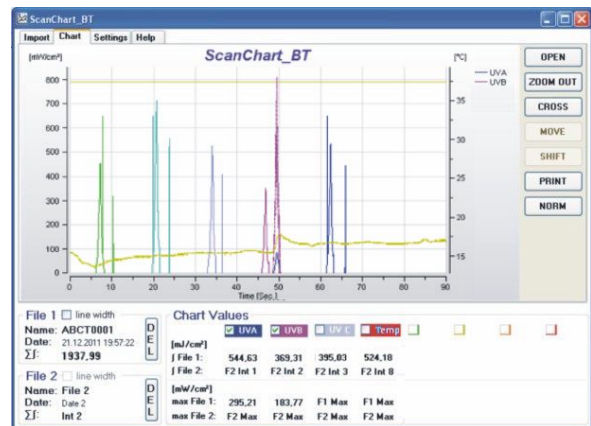 ScanChart_BT
Import Chart Settings Help
ScanChart_BT
[mW/cm²]
[°C]
UVA
UVB
800
700
600
500
400
300
200
100
0
35
30
25
20
15
0 10 20 30 40 50 60 70 80 90
Time [Sec.]
OPEN
ZOOM OUT
CROSS
MOVE
SHIFT
PRINT
NORM
File 1 line width
Name: ABCT0001
Date: 21.12.2011 19:57:22
Σ∫: 1937,99
DEL
File 2 line width
Name: File 2
Date: Date 2
Σ∫: Int 2
DEL
Chart Values
UVA UVB UV C Temp
[mJ/cm²]
∫ File 1: 544,63 369,31 395,03 524,18
∫ File 2: F2 Int 1 F2 Int 2 F2 Int 3 F2 Int 8
[mW/cm²]
max File 1: 295,21 183,77 F1 Max F1 Max
max File 2: F2 Max F2 Max F2 Max F2 Max